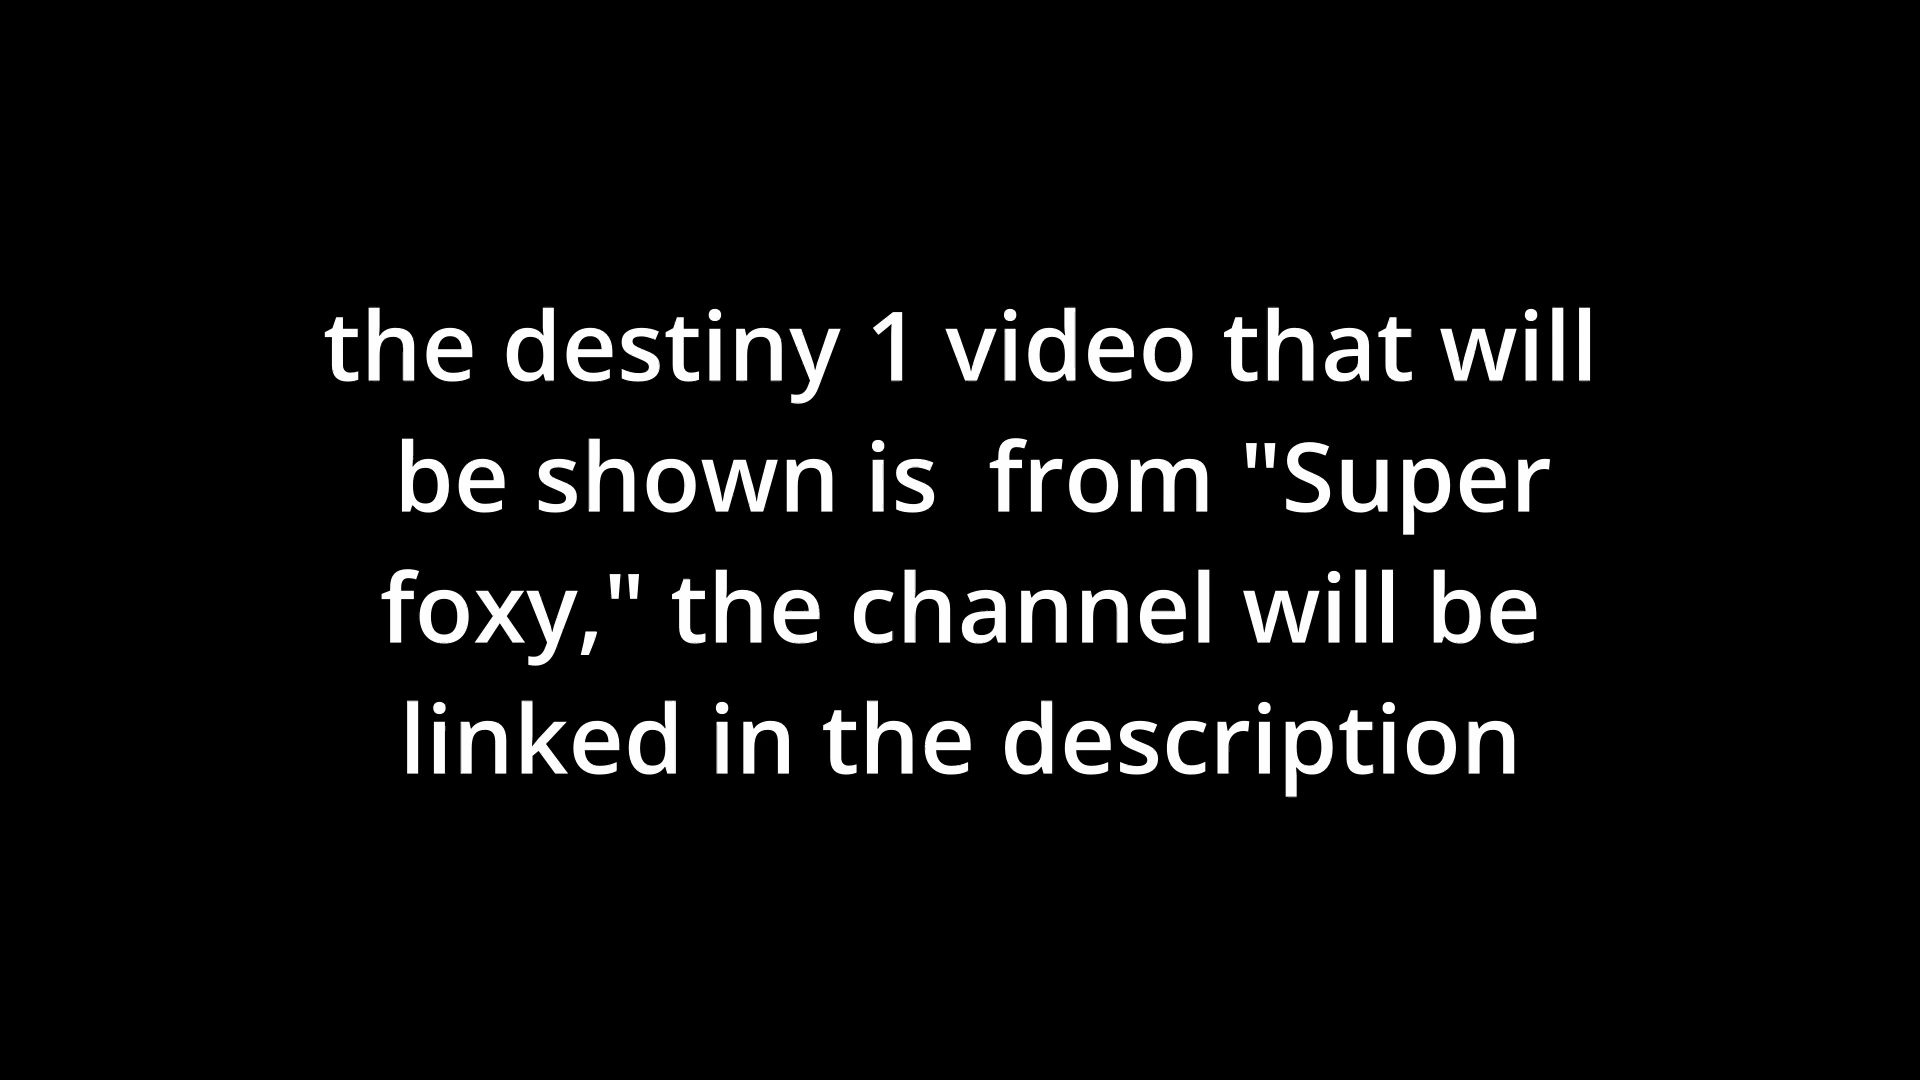 the destiny 1 video that will
be shown is  from "Super
foxy," the channel will be
linked in the description